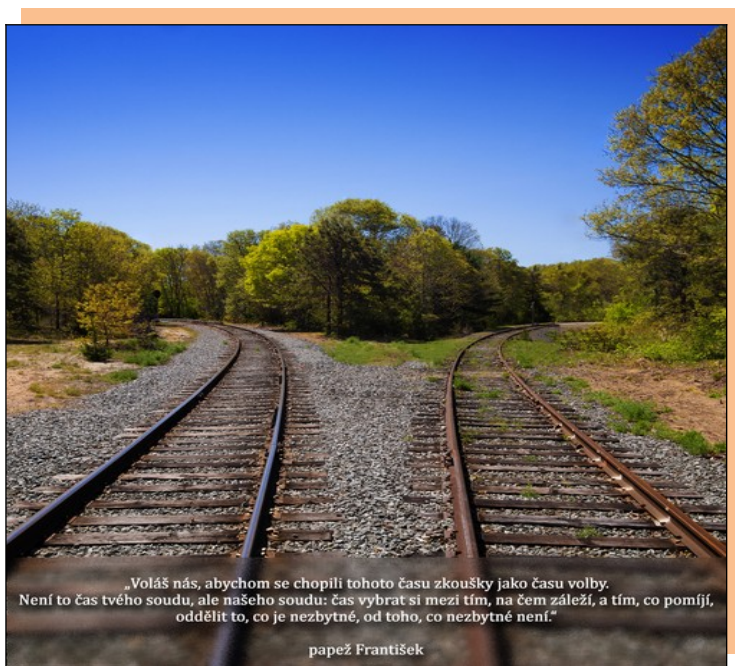 „Voláš nás, abychom se chopili tohoto času zkoušky jako času volby.
Není to čas tvého soudu, ale našeho soudu: čas vybrat si mezi tím, na čem záleží, a tím, co pomíjí,
oddělit to, co je nezbytné, od toho, co nezbytné není.“
papež František